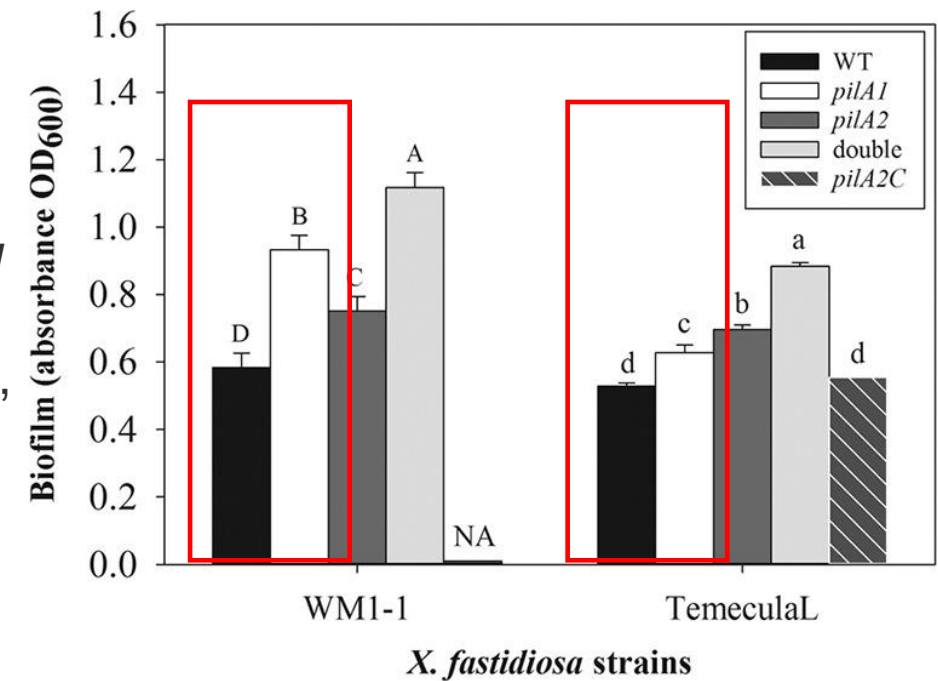 Biofilm (absorbance OD600)
1.6
1.4
1.2
1.0
0.8
0.6
0.4
0.2
0.0
WT
pilA1
pilA2
double
pilA2C
D
B
C
A
NA
d
c
b
a
d
WM1-1
TemeculaL
X. fastidiosa strains